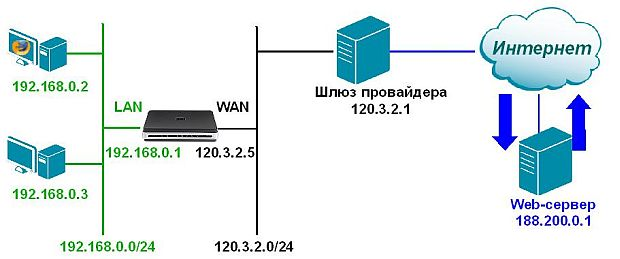 Интернет
192.168.0.2
Шлюз провайдера
120.3.2.1
LAN
WAN
192.168.0.1
120.3.2.5
192.168.0.3
Web-сервер
188.200.0.1
192.168.0.0/24
120.3.2.0/24